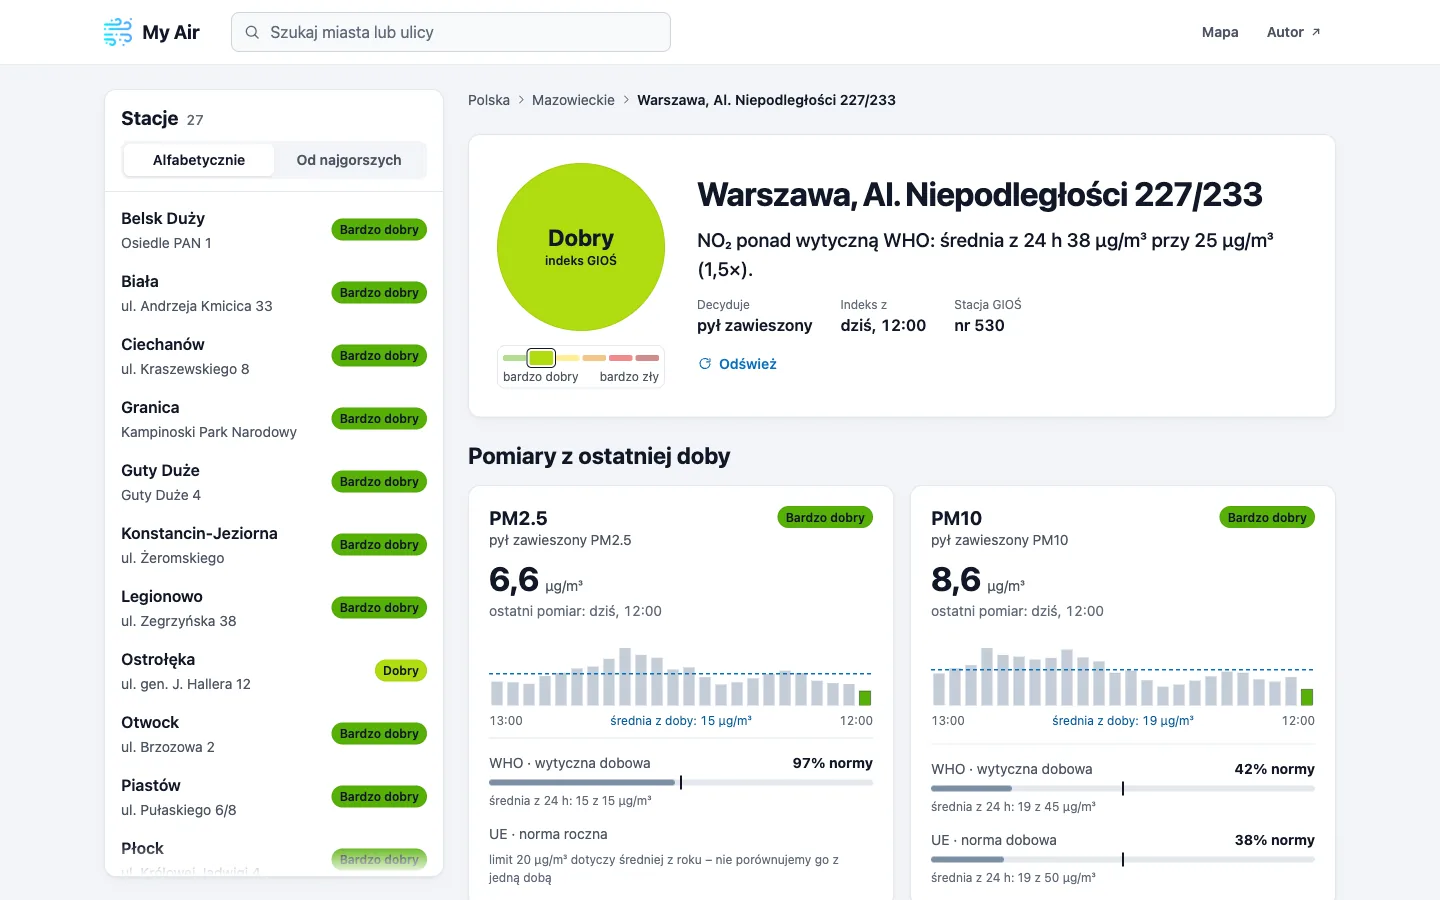 My Air
Szukaj miasta lub ulicy
Mapa
Autor ↗
Stacje 27
Alfabetycznie
Od najgorszych
Belsk Duży
Osiedle PAN 1
Bardzo dobry
Biała
ul. Andrzeja Kmicica 33
Bardzo dobry
Ciechanów
ul. Kraszewskiego 8
Bardzo dobry
Granica
Kampinoski Park Narodowy
Bardzo dobry
Guty Duże
Guty Duże 4
Bardzo dobry
Konstancin-Jeziorna
ul. Żeromskiego
Bardzo dobry
Legionowo
ul. Zegrzyńska 38
Bardzo dobry
Ostrołęka
ul. gen. J. Hallera 12
Dobry
Otwock
ul. Brzozowa 2
Bardzo dobry
Piastów
ul. Pułaskiego 6/8
Bardzo dobry
Płock
ul. Królowej Jadwigi 4
Bardzo dobry
Polska > Mazowieckie > Warszawa, Al. Niepodległości 227/233
Dobry
indeks GIOŚ
bardzo dobry
bardzo zły
Warszawa, Al. Niepodległości 227/233
NO₂ ponad wytyczną WHO: średnia z 24 h 38 µg/m³ przy 25 µg/m³
(1,5×).
Decyduje
pył zawieszony
Indeks z
dziś, 12:00
Stacja GIOŚ
nr 530
Odśwież
Pomiary z ostatniej doby
PM2.5
Bardzo dobry
pył zawieszony PM2.5
6,6 µg/m³
ostatni pomiar: dziś, 12:00
13:00
średnia z doby: 15 µg/m³
12:00
WHO · wytyczna dobowa
97% normy
średnia z 24 h: 15 z 15 µg/m³
UE · norma roczna
limit 20 µg/m³ dotyczy średniej z roku – nie porównujemy go z
jedną dobą
PM10
Bardzo dobry
pył zawieszony PM10
8,6 µg/m³
ostatni pomiar: dziś, 12:00
13:00
średnia z doby: 19 µg/m³
12:00
WHO · wytyczna dobowa
42% normy
średnia z 24 h: 19 z 45 µg/m³
UE · norma dobowa
38% normy
średnia z 24 h: 19 z 50 µg/m³